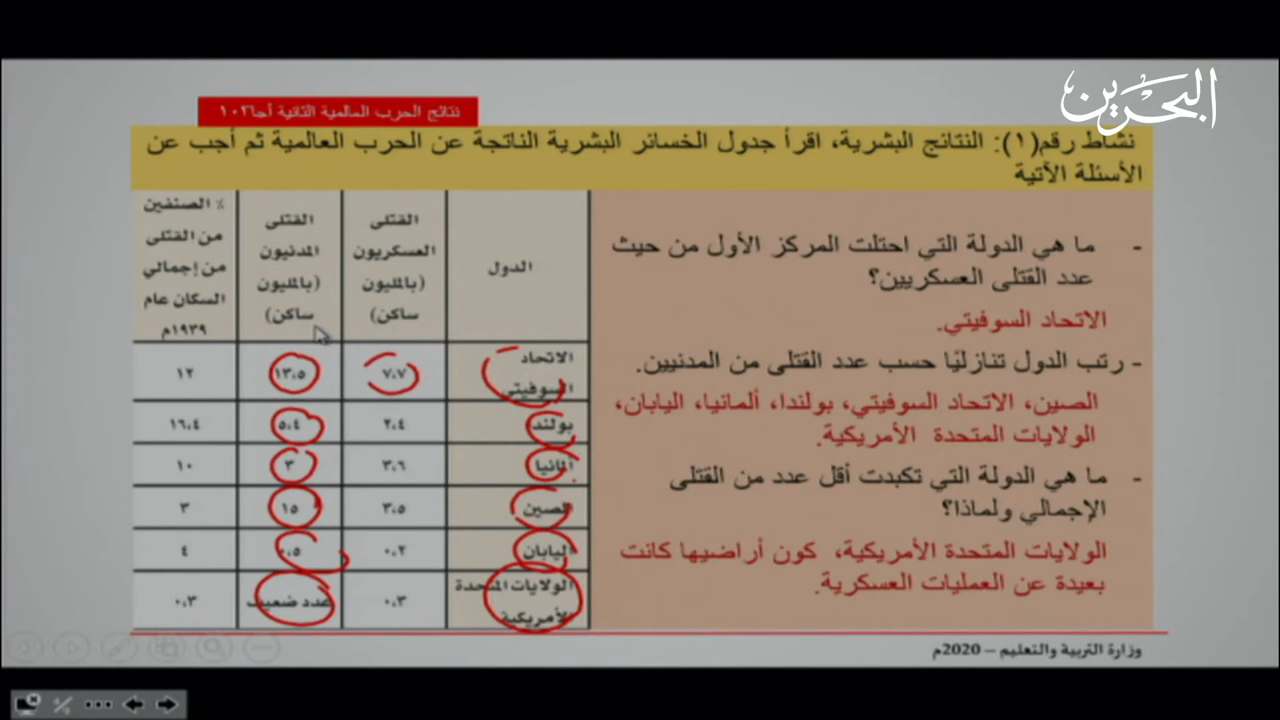 البحرين
نتائج الحرب العالمية الثانية أجا١٠٢٦
نشاط رقم(١): النتائج البشرية، اقرأ جدول الخسائر البشرية الناتجة عن الحرب العالمية ثم أجب عن
الأسئلة الآتية
- ما هي الدولة التي احتلت المركز الأول من حيث
عدد القتلى العسكريين؟
الاتحاد السوفيتي.
- رتب الدول تنازليًا حسب عدد القتلى من المدنيين.
الصين، الاتحاد السوفيتي، بولندا، ألمانيا، اليابان،
الولايات المتحدة الأمريكية.
- ما هي الدولة التي تكبدت أقل عدد من القتلى
الإجمالي ولماذا؟
الولايات المتحدة الأمريكية، كون أراضيها كانت
بعيدة عن العمليات العسكرية.
الدول
القتلى
العسكريون
(بالمليون
ساكن)
القتلى
المدنيون
(بالمليون
ساكن)
٪ الصنفين
من القتلى
من إجمالي
السكان عام
١٩٣٩م
الاتحاد
السوفيتي
٧،٧
١٣،٥
١٢
بولندا
٢،٤
٥،٤
١٦،٤
ألمانيا
٣،٦
٣
١٠
الصين
٣،٥
١٥
٣
اليابان
٠،٢
٠،٥
٤
الولايات المتحدة
الأمريكية
٠،٣
عدد ضعيف
٠،٣
وزارة التربية والتعليم – 2020م